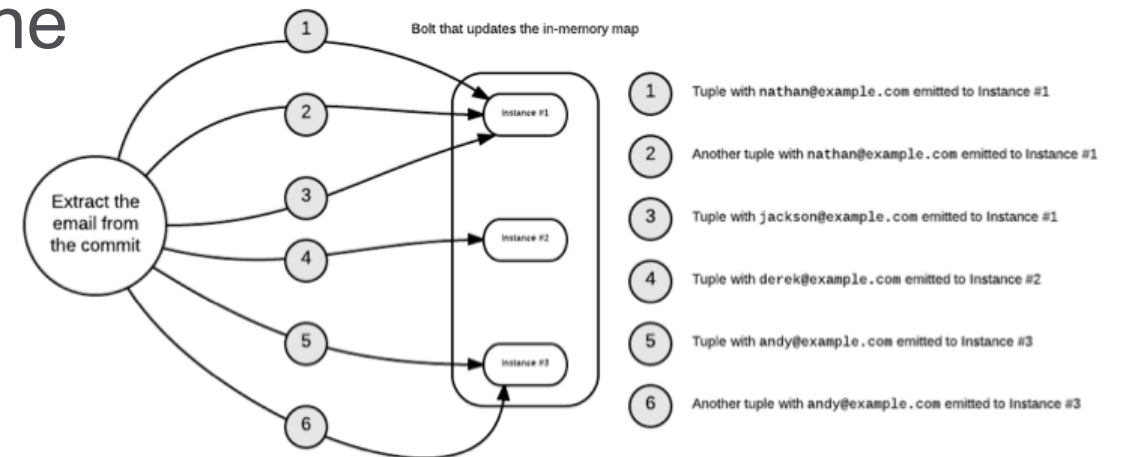 ne
Bolt that updates the in-memory map
1
2
3
4
5
6
Extract the
email from
the commit
Instance #1
Instance #2
Instance #3
1 Tuple with nathan@example.com emitted to Instance #1
2 Another tuple with nathan@example.com emitted to Instance #1
3 Tuple with jackson@example.com emitted to Instance #1
4 Tuple with derek@example.com emitted to Instance #2
5 Tuple with andy@example.com emitted to Instance #3
6 Another tuple with andy@example.com emitted to Instance #3